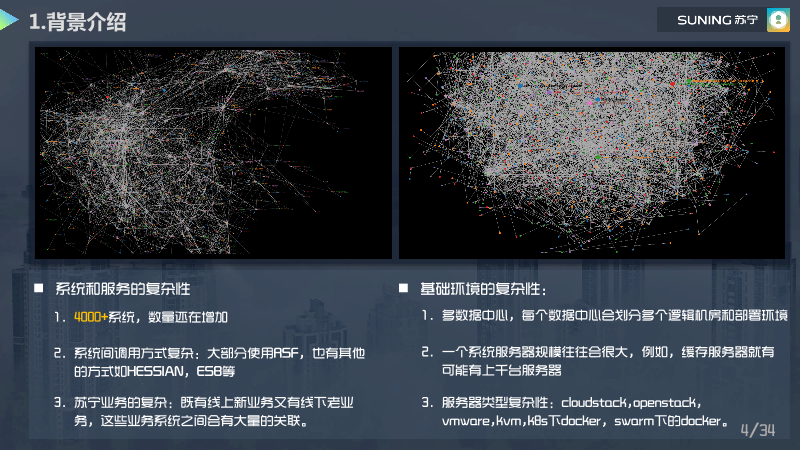 1.背景介绍
SUNING 苏宁
■ 系统和服务的复杂性
1. 4000+系统，数量还在增加
2. 系统间调用方式复杂：大部分使用RSF，也有其他
的方式如HESSIAN，ESB等
3. 苏宁业务的复杂：既有线上新业务又有线下老业
务，这些业务系统之间会有大量的关联。
■ 基础环境的复杂性：
1. 多数据中心，每个数据中心会划分多个逻辑机房和部署环境
2. 一个系统服务器规模往往会很大，例如，缓存服务器就有
可能有上千台服务器
3. 服务器类型复杂性：cloudstack,openstack,
vmware,kvm,k8s下docker，swarm下的docker。
4/34